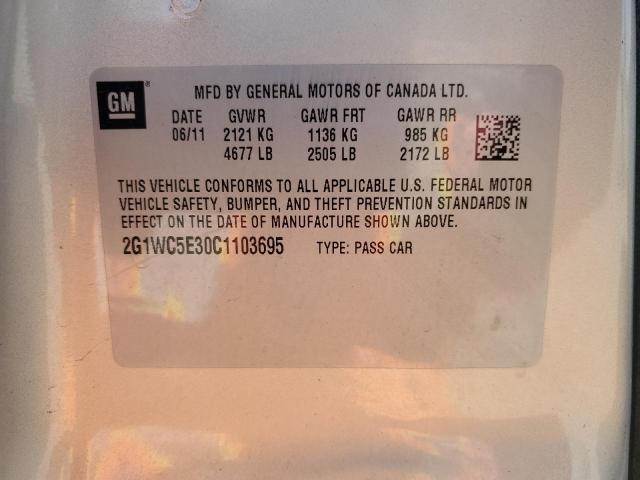 GM ®
MFD BY GENERAL MOTORS OF CANADA LTD.
DATE GVWR GAWR FRT GAWR RR
06/11 2121 KG 1136 KG 985 KG
4677 LB 2505 LB 2172 LB
THIS VEHICLE CONFORMS TO ALL APPLICABLE U.S. FEDERAL MOTOR
VEHICLE SAFETY, BUMPER, AND THEFT PREVENTION STANDARDS IN
EFFECT ON THE DATE OF MANUFACTURE SHOWN ABOVE.
2G1WC5E30C1103695 TYPE: PASS CAR